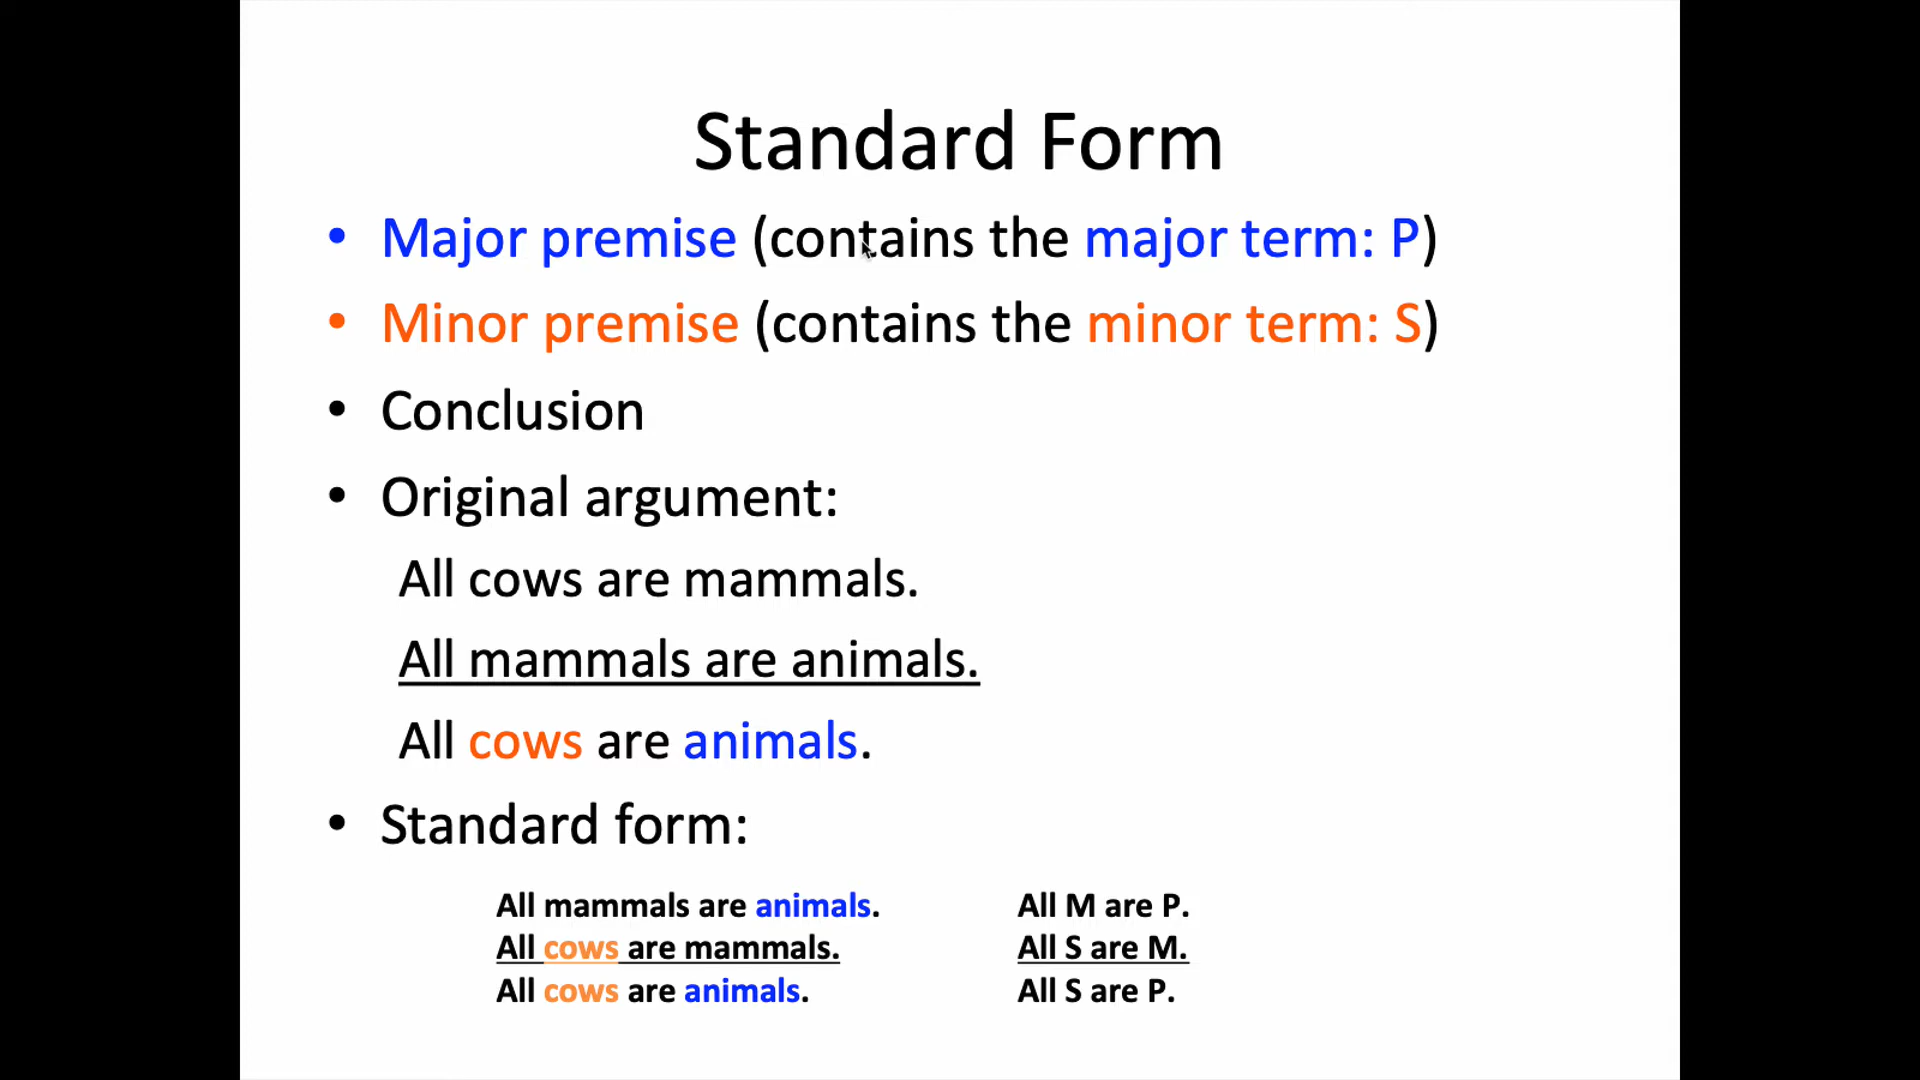 Standard Form
• Major premise (contains the major term: P)
• Minor premise (contains the minor term: S)
• Conclusion
• Original argument:
All cows are mammals.
All mammals are animals.
All cows are animals.
• Standard form:
All mammals are animals.
All cows are mammals.
All cows are animals.
All M are P.
All S are M.
All S are P.